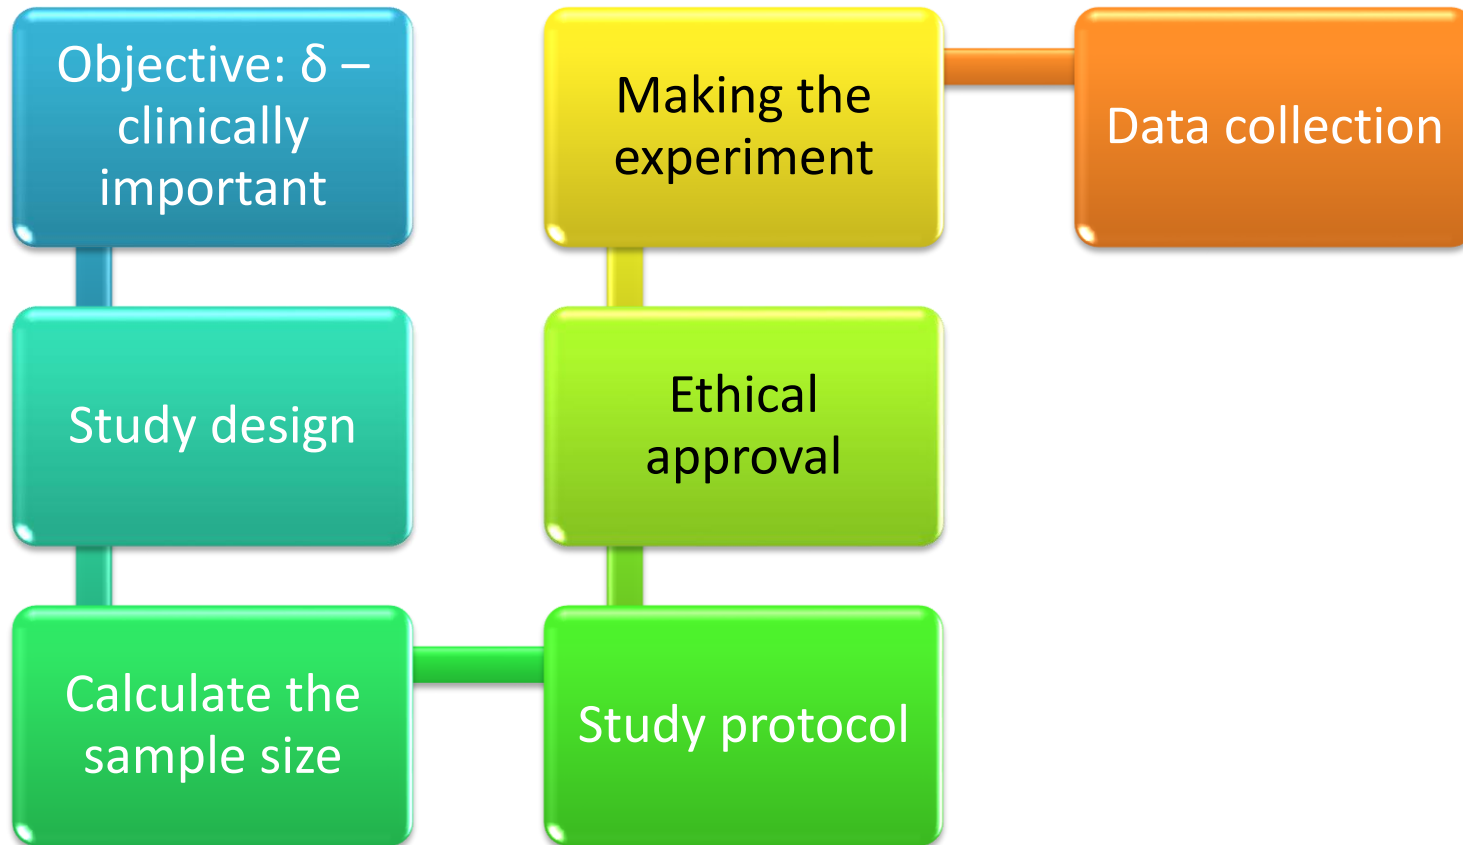 Objective: δ –
clinically
important
Study design
Calculate the
sample size
Study protocol
Ethical
approval
Making the
experiment
Data collection